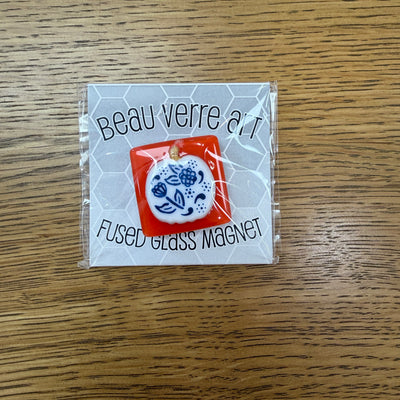 Beau Verre Art
Fused Glass Magnet